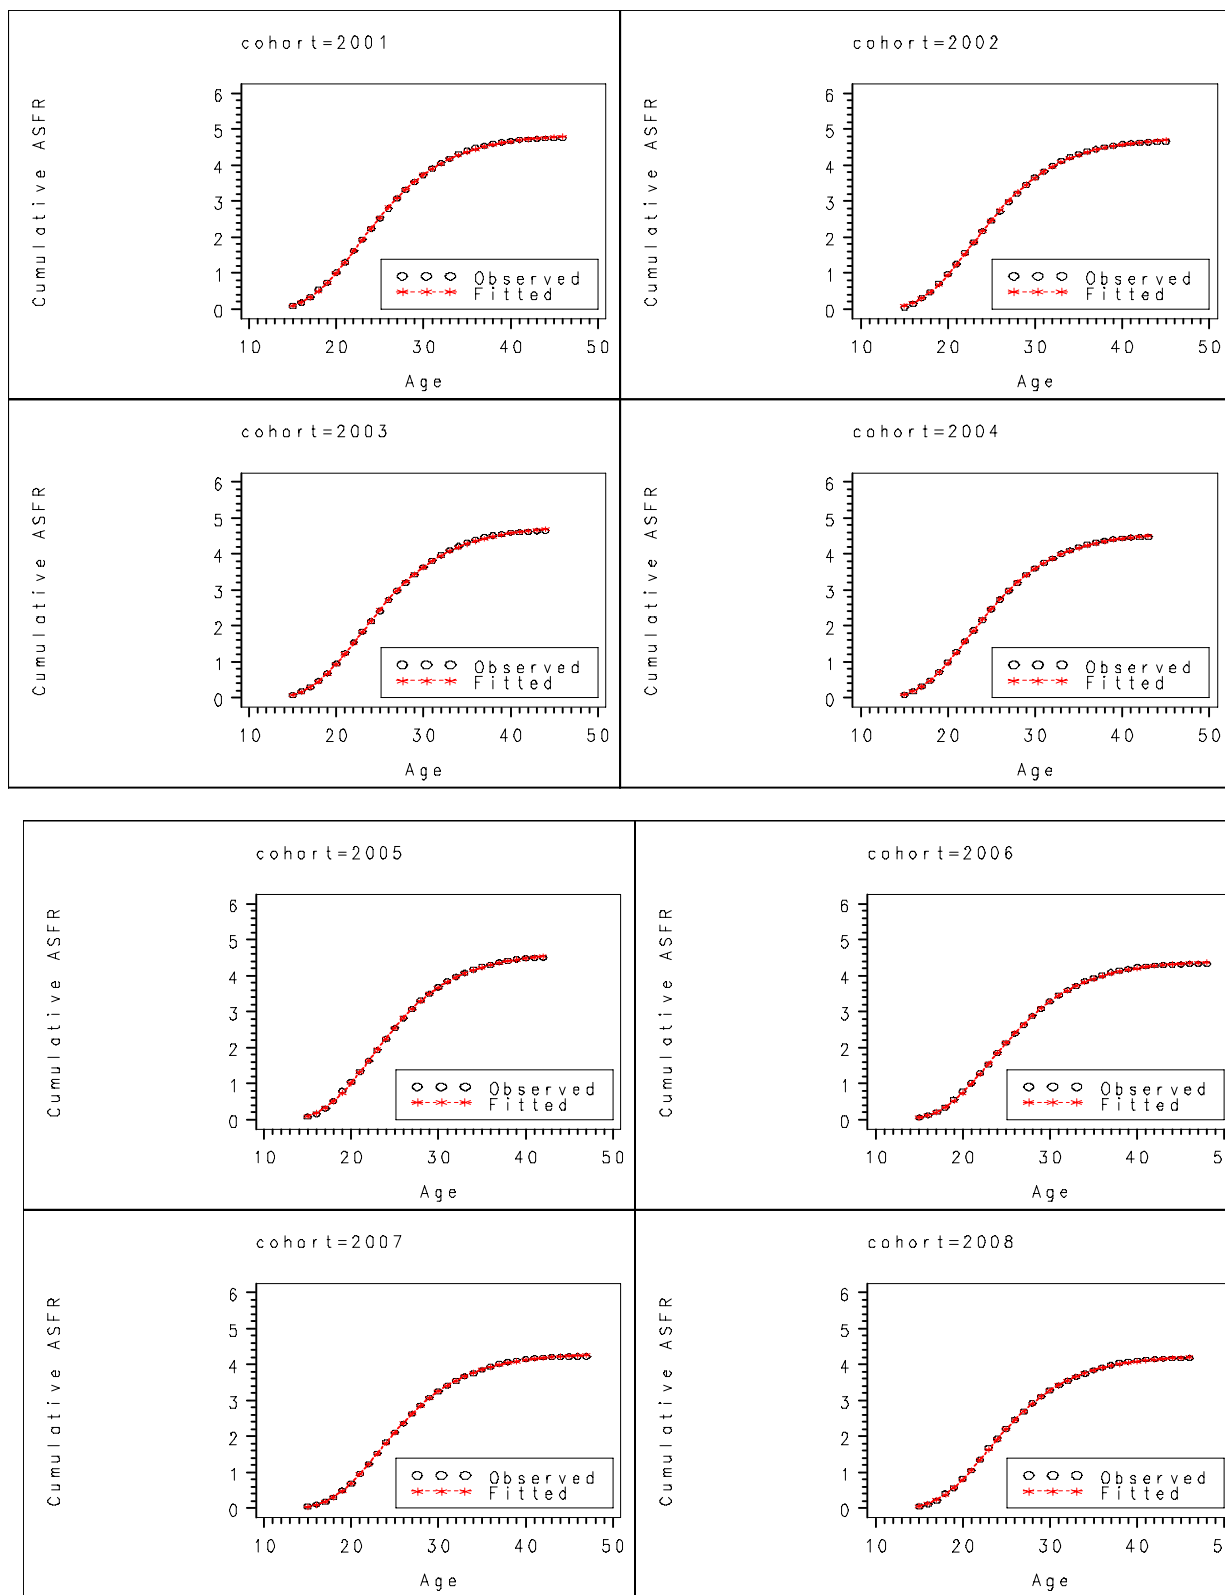 cohort=2001
Cumulative ASFR
6
5
4
3
2
1
0
Observed
Fitted
10 20 30 40 50
Age
cohort=2002
Cumulative ASFR
6
5
4
3
2
1
0
Observed
Fitted
10 20 30 40 50
Age
cohort=2003
Cumulative ASFR
6
5
4
3
2
1
0
Observed
Fitted
10 20 30 40 50
Age
cohort=2004
Cumulative ASFR
6
5
4
3
2
1
0
Observed
Fitted
10 20 30 40 50
Age
cohort=2005
Cumulative ASFR
6
5
4
3
2
1
0
Observed
Fitted
10 20 30 40 50
Age
cohort=2006
Cumulative ASFR
6
5
4
3
2
1
0
Observed
Fitted
10 20 30 40 5
Age
cohort=2007
Cumulative ASFR
6
5
4
3
2
1
0
Observed
Fitted
10 20 30 40 50
Age
cohort=2008
Cumulative ASFR
6
5
4
3
2
1
0
Observed
Fitted
10 20 30 40 5
Age